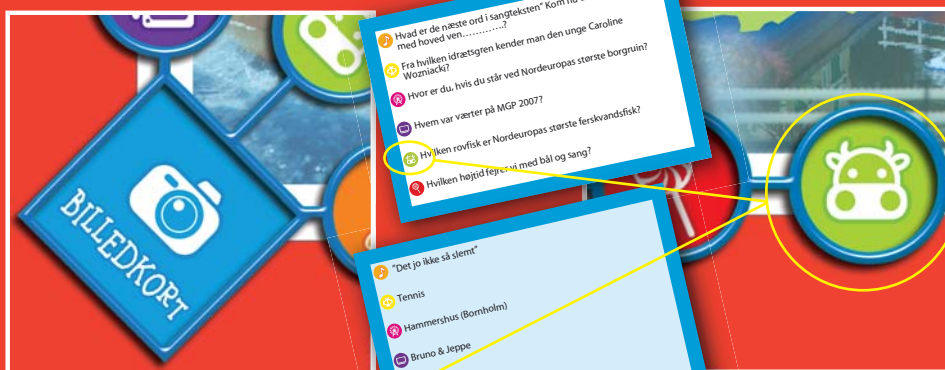 BILLEDKORT
Hvad er de næste ord i sangteksten" Kom nu
med hoved ven…………?
Fra hvilken idrætsgren kender man den unge Caroline
Wozniacki?
Hvor er du, hvis du står ved Nordeuropas største borgruin?
Hvem var værter på MGP 2007?
Hvilken rovfisk er Nordeuropas største ferskvandsfisk?
Hvilken højtid fejrer vi med bål og sang?
"Det jo ikke så slemt"
Tennis
Hammershus (Bornholm)
Bruno & Jeppe